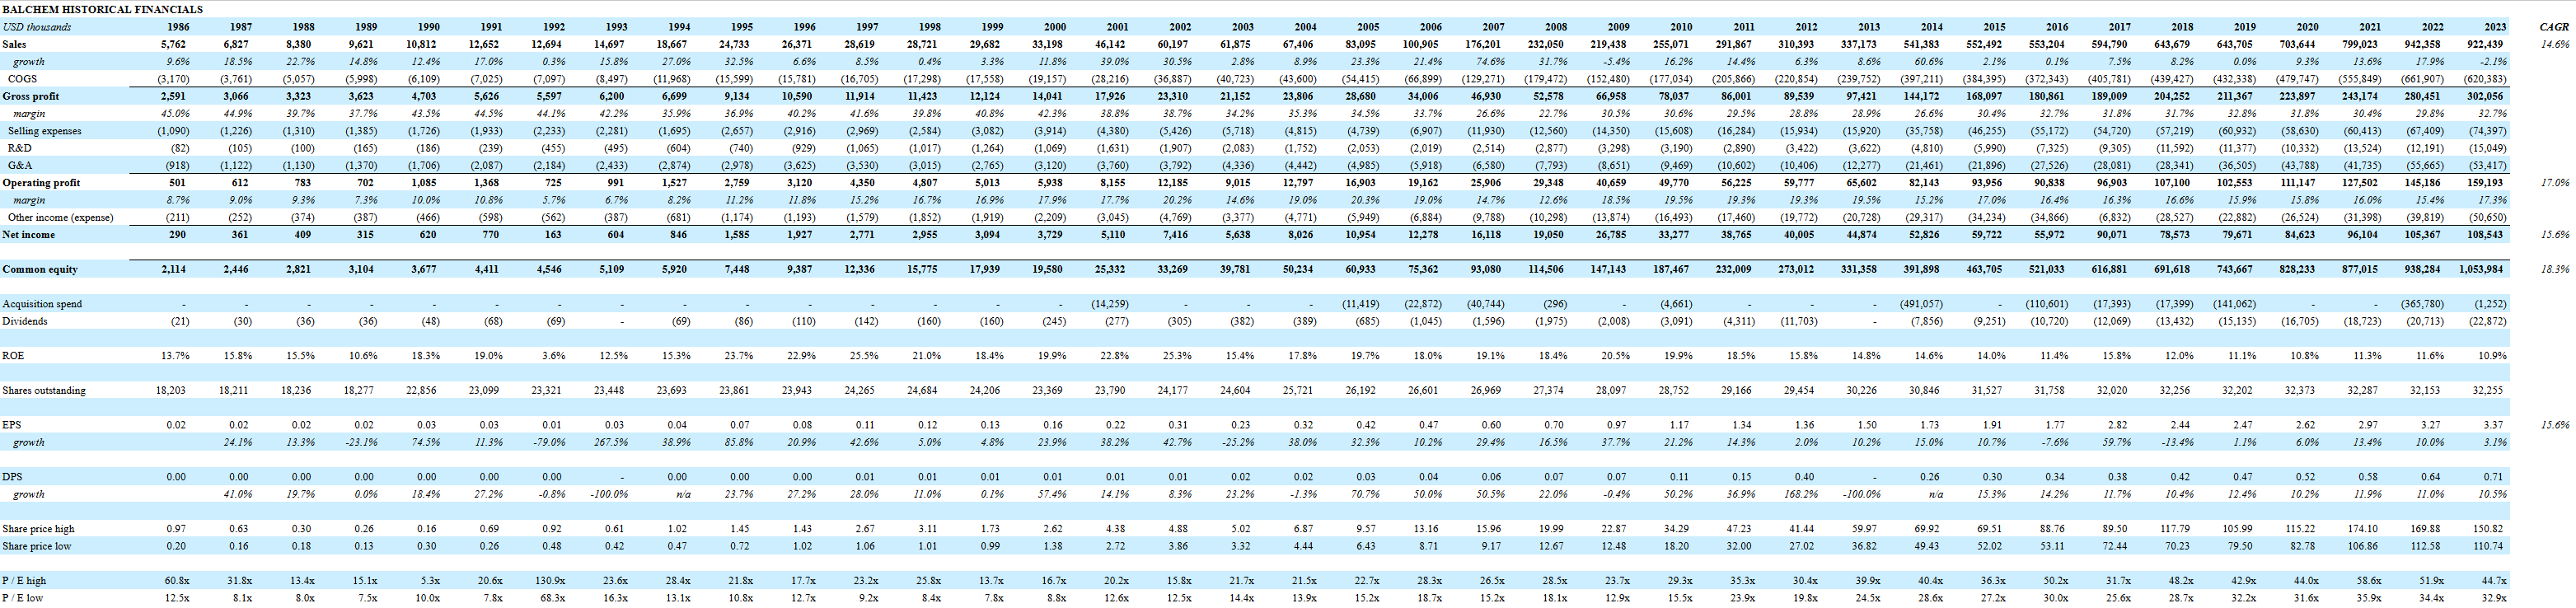 BALCHEM HISTORICAL FINANCIALS
USD thousands 1986 1987 1988 1989 1990 1991 1992 1993 1994 1995 1996 1997 1998 1999 2000 2001 2002 2003 2004 2005 2006 2007 2008 2009 2010 2011 2012 2013 2014 2015 2016 2017 2018 2019 2020 2021 2022 2023 CAGR
Sales 5,762 6,827 8,380 9,621 10,812 12,652 12,694 14,697 18,667 24,733 26,371 28,619 28,721 29,682 33,198 46,142 60,197 61,875 67,406 83,095 100,905 176,201 232,050 219,438 255,071 291,867 310,393 337,173 541,383 552,492 553,204 594,790 643,679 643,705 703,644 799,023 942,358 922,439 14.6%
growth 9.6% 18.5% 22.7% 14.8% 12.4% 17.0% 0.3% 15.8% 27.0% 32.5% 6.6% 8.5% 0.4% 3.3% 11.8% 39.0% 30.5% 2.8% 8.9% 23.3% 21.4% 74.6% 31.7% -5.4% 16.2% 14.4% 6.3% 8.6% 60.6% 2.1% 0.1% 7.5% 8.2% 0.0% 9.3% 13.6% 17.9% -2.1%
COGS (3,170) (3,761) (5,057) (5,998) (6,109) (7,025) (7,097) (8,497) (11,968) (15,599) (15,781) (16,705) (17,298) (17,558) (19,157) (28,216) (36,887) (40,723) (43,600) (54,415) (66,899) (129,271) (179,472) (152,480) (177,034) (205,866) (220,854) (239,752) (397,211) (384,395) (372,343) (405,781) (439,427) (432,338) (479,747) (555,849) (661,907) (620,383)
Gross profit 2,591 3,066 3,323 3,623 4,703 5,626 5,597 6,200 6,699 9,134 10,590 11,914 11,423 12,124 14,041 17,926 23,310 21,152 23,806 28,680 34,006 46,930 52,578 66,958 78,037 86,001 89,539 97,421 144,172 168,097 180,861 189,009 204,252 211,367 223,897 243,174 280,451 302,056
margin 45.0% 44.9% 39.7% 37.7% 43.5% 44.5% 44.1% 42.2% 35.9% 36.9% 40.2% 41.6% 39.8% 40.8% 42.3% 38.8% 38.7% 34.2% 35.3% 34.5% 33.7% 26.6% 22.7% 30.5% 30.6% 29.5% 28.8% 28.9% 26.6% 30.4% 32.7% 31.8% 31.7% 32.8% 31.8% 30.4% 29.8% 32.7%
Selling expenses (1,090) (1,226) (1,310) (1,385) (1,726) (1,933) (2,233) (2,281) (1,695) (2,657) (2,916) (2,969) (2,584) (3,082) (3,914) (4,380) (5,426) (5,718) (4,815) (4,739) (6,907) (11,930) (12,560) (14,350) (15,608) (16,284) (15,934) (15,920) (35,758) (46,255) (55,172) (54,720) (57,219) (60,932) (58,630) (60,413) (67,409) (74,397)
R&D (82) (105) (100) (165) (186) (239) (455) (495) (604) (740) (929) (1,065) (1,017) (1,264) (1,069) (1,631) (1,907) (2,083) (1,752) (2,053) (2,019) (2,514) (2,877) (3,298) (3,190) (2,890) (3,422) (3,622) (4,810) (5,990) (7,325) (9,305) (11,592) (11,377) (10,332) (13,524) (12,191) (15,049)
G&A (918) (1,122) (1,130) (1,370) (1,706) (2,087) (2,184) (2,433) (2,874) (2,978) (3,625) (3,530) (3,015) (2,765) (3,120) (3,760) (3,792) (4,336) (4,442) (4,985) (5,918) (6,580) (7,793) (8,651) (9,469) (10,602) (10,406) (12,277) (21,461) (21,896) (27,526) (28,081) (28,341) (36,505) (43,788) (41,735) (55,665) (53,417)
Operating profit 501 612 783 702 1,085 1,368 725 991 1,527 2,759 3,120 4,350 4,807 5,013 5,938 8,155 12,185 9,015 12,797 16,903 19,162 25,906 29,348 40,659 49,770 56,225 59,777 65,602 82,143 93,956 90,838 96,903 107,100 102,553 111,147 127,502 145,186 159,193 17.0%
margin 8.7% 9.0% 9.3% 7.3% 10.0% 10.8% 5.7% 6.7% 8.2% 11.2% 11.8% 15.2% 16.7% 16.9% 17.9% 17.7% 20.2% 14.6% 19.0% 20.3% 19.0% 14.7% 12.6% 18.5% 19.5% 19.3% 19.3% 19.5% 15.2% 17.0% 16.4% 16.3% 16.6% 15.9% 15.8% 16.0% 15.4% 17.3%
Other income (expense) (211) (252) (374) (387) (466) (598) (562) (387) (681) (1,174) (1,193) (1,579) (1,852) (1,919) (2,209) (3,045) (4,769) (3,377) (4,771) (5,949) (6,884) (9,788) (10,298) (13,874) (16,493) (17,460) (19,772) (20,728) (29,317) (34,234) (34,866) (6,832) (28,527) (22,882) (26,524) (31,398) (39,819) (50,650)
Net income 290 361 409 315 620 770 163 604 846 1,585 1,927 2,771 2,955 3,094 3,729 5,110 7,416 5,638 8,026 10,954 12,278 16,118 19,050 26,785 33,277 38,765 40,005 44,874 52,826 59,722 55,972 90,071 78,573 79,671 84,623 96,104 105,367 108,543 15.6%
Common equity 2,114 2,446 2,821 3,104 3,677 4,411 4,546 5,109 5,920 7,448 9,387 12,336 15,775 17,939 19,580 25,332 33,269 39,781 50,234 60,933 75,362 93,080 114,506 147,143 187,467 232,009 273,012 331,358 391,898 463,705 521,033 616,881 691,618 743,667 828,233 877,015 938,284 1,053,984 18.3%
Acquisition spend - - - - - - - - - - - - - - - (14,259) - - - (11,419) (22,872) (40,744) (296) - (4,661) - - - (491,057) - (110,601) (17,393) (17,399) (141,062) - - (365,780) (1,252)
Dividends (21) (30) (36) (36) (48) (68) (69) - (69) (86) (110) (142) (160) (160) (245) (277) (305) (382) (389) (685) (1,045) (1,596) (1,975) (2,008) (3,091) (4,311) (11,703) - (7,856) (9,251) (10,720) (12,069) (13,432) (15,135) (16,705) (18,723) (20,713) (22,872)
ROE 13.7% 15.8% 15.5% 10.6% 18.3% 19.0% 3.6% 12.5% 15.3% 23.7% 22.9% 25.5% 21.0% 18.4% 19.9% 22.8% 25.3% 15.4% 17.8% 19.7% 18.0% 19.1% 18.4% 20.5% 19.9% 18.5% 15.8% 14.8% 14.6% 14.0% 11.4% 15.8% 12.0% 11.1% 10.8% 11.3% 11.6% 10.9%
Shares outstanding 18,203 18,211 18,236 18,277 22,856 23,099 23,321 23,448 23,693 23,861 23,943 24,265 24,684 24,206 23,369 23,790 24,177 24,604 25,721 26,192 26,601 26,969 27,374 28,097 28,752 29,166 29,454 30,226 30,846 31,527 31,758 32,020 32,256 32,202 32,373 32,287 32,153 32,255
EPS 0.02 0.02 0.02 0.02 0.03 0.03 0.01 0.03 0.04 0.07 0.08 0.11 0.12 0.13 0.16 0.22 0.31 0.23 0.32 0.42 0.47 0.60 0.70 0.97 1.17 1.34 1.36 1.50 1.73 1.91 1.77 2.82 2.44 2.47 2.62 2.97 3.27 3.37 15.6%
growth 24.1% 13.3% -23.1% 74.5% 11.3% -79.0% 267.5% 38.9% 85.8% 20.9% 42.6% 5.0% 4.8% 23.9% 38.2% 42.7% -25.2% 38.0% 32.3% 10.2% 29.4% 16.5% 37.7% 21.2% 14.3% 2.0% 10.2% 15.0% 10.7% -7.6% 59.7% -13.4% 1.1% 6.0% 13.4% 10.0% 3.1%
DPS 0.00 0.00 0.00 0.00 0.00 0.00 0.00 - 0.00 0.00 0.00 0.01 0.01 0.01 0.01 0.01 0.01 0.02 0.02 0.03 0.04 0.06 0.07 0.07 0.11 0.15 0.40 - 0.26 0.30 0.34 0.38 0.42 0.47 0.52 0.58 0.64 0.71
growth 41.0% 19.7% 0.0% 18.4% 27.2% -0.8% -100.0% n/a 23.7% 27.2% 28.0% 11.0% 0.1% 57.4% 14.1% 8.3% 23.2% -1.3% 70.7% 50.0% 50.5% 22.0% -0.4% 50.2% 36.9% 168.2% -100.0% n/a 15.3% 14.2% 11.7% 10.4% 12.4% 10.2% 11.9% 11.0% 10.5%
Share price high 0.97 0.63 0.30 0.26 0.16 0.69 0.92 0.61 1.02 1.45 1.43 2.67 3.11 1.73 2.62 4.38 4.88 5.02 6.87 9.57 13.16 15.96 19.99 22.87 34.29 47.23 41.44 59.97 69.92 69.51 88.76 89.50 117.79 105.99 115.22 174.10 169.88 150.82
Share price low 0.20 0.16 0.18 0.13 0.30 0.26 0.48 0.42 0.47 0.72 1.02 1.06 1.01 0.99 1.38 2.72 3.86 3.32 4.44 6.43 8.71 9.17 12.67 12.48 18.20 32.00 27.02 36.82 49.43 52.02 53.11 72.44 70.23 79.50 82.78 106.86 112.58 110.74
P / E high 60.8x 31.8x 13.4x 15.1x 5.3x 20.6x 130.9x 23.6x 28.4x 21.8x 17.7x 23.2x 25.8x 13.7x 16.7x 20.2x 15.8x 21.7x 21.5x 22.7x 28.3x 26.5x 28.5x 23.7x 29.3x 35.3x 30.4x 39.9x 40.4x 36.3x 50.2x 31.7x 48.2x 42.9x 44.0x 58.6x 51.9x 44.7x
P / E low 12.5x 8.1x 8.0x 7.5x 10.0x 7.8x 68.3x 16.3x 13.1x 10.8x 12.7x 9.2x 8.4x 7.8x 8.8x 12.6x 12.5x 14.4x 13.9x 15.2x 18.7x 15.2x 18.1x 12.9x 15.5x 23.9x 19.8x 24.5x 28.6x 27.2x 30.0x 25.6x 28.7x 32.2x 31.6x 35.9x 34.4x 32.9x